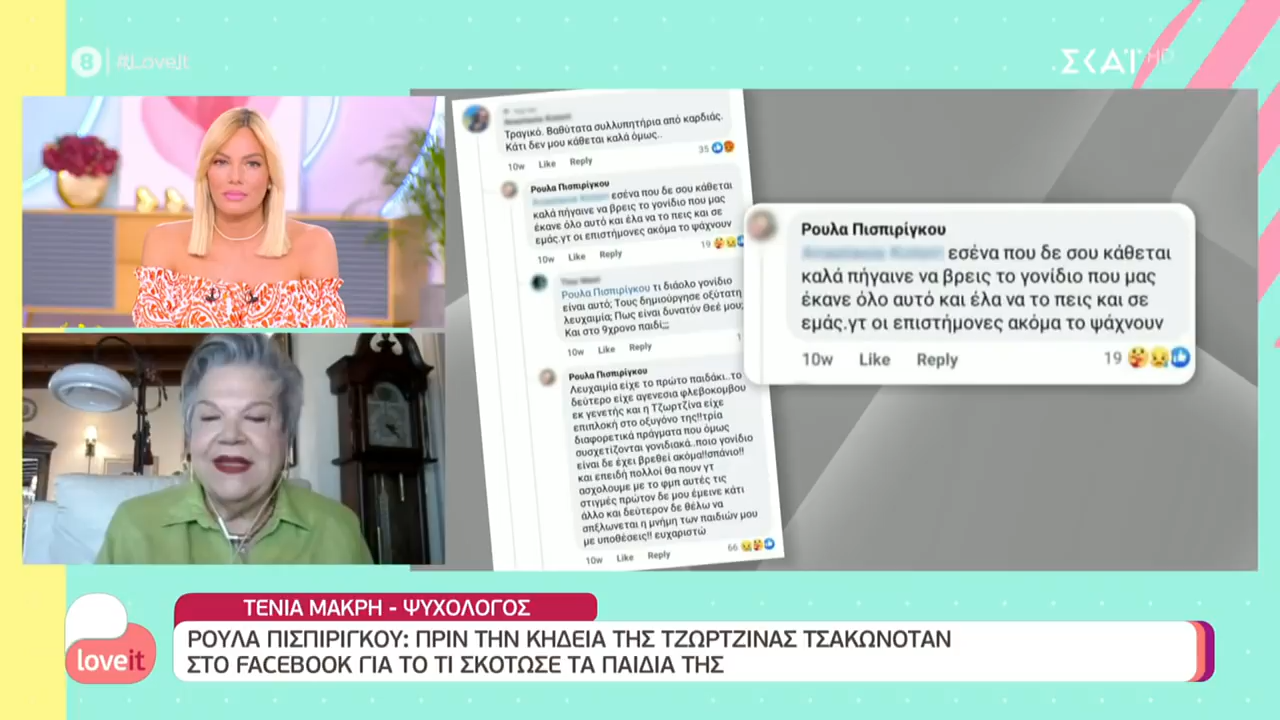 8 #LoveIt
ΣΚΑΪ HD
Τραγικό. Βαθύτατα συλλυπητήρια από καρδιάς.
Κάτι δεν μου κάθεται καλά όμως..
10w Like Reply 35
Ρουλα Πισπιρίγκου
εσένα που δε σου κάθεται
καλά πήγαινε να βρεις το γονίδιο που μας
έκανε όλο αυτό και έλα να το πεις και σε
εμάς.γτ οι επιστήμονες ακόμα το ψάχνουν
10w Like Reply 19
Ρουλα Πισπιρίγκου τι διάολο γονίδιο
είναι αυτό; Τους δημιούργησε οξύτατη
λευχαιμία; Πως είναι δυνατόν Θεέ μου;
Και στο 9χρονο παιδί;;;
10w Like Reply 1
Ρουλα Πισπιρίγκου
Λευχαιμία είχε το πρώτο παιδάκι..το
δεύτερο είχε αγενεσια φλεβοκομβου
εκ γενετής και η Τζωρτζίνα είχε
επιπλοκή στο οξυγόνο της!!τρία
διαφορετικά πράγματα που όμως
συσχετίζονται γονιδιακά..ποιο γονίδιο
είναι δε έχει βρεθεί ακόμα!!σπάνιο!!
και επειδή πολλοί θα πουν γτ
ασχολουμε με το φμπ αυτές τις
στιγμές πρώτον δε μου έμεινε κάτι
άλλο και δεύτερον δε θέλω να
σπξλωνεται η μνήμη των παιδιών μου
με υποθέσεις!! ευχαριστώ
10w Like Reply 66
Ρουλα Πισπιρίγκου
εσένα που δε σου κάθεται
καλά πήγαινε να βρεις το γονίδιο που μας
έκανε όλο αυτό και έλα να το πεις και σε
εμάς.γτ οι επιστήμονες ακόμα το ψάχνουν
10w Like Reply 19
loveit
ΤΕΝΙΑ ΜΑΚΡΗ - ΨΥΧΟΛΟΓΟΣ
ΡΟΥΛΑ ΠΙΣΠΙΡΙΓΚΟΥ: ΠΡΙΝ ΤΗΝ ΚΗΔΕΙΑ ΤΗΣ ΤΖΩΡΤΖΙΝΑΣ ΤΣΑΚΩΝΟΤΑΝ
ΣΤΟ FACEBOOK ΓΙΑ ΤΟ ΤΙ ΣΚΟΤΩΣΕ ΤΑ ΠΑΙΔΙΑ ΤΗΣ